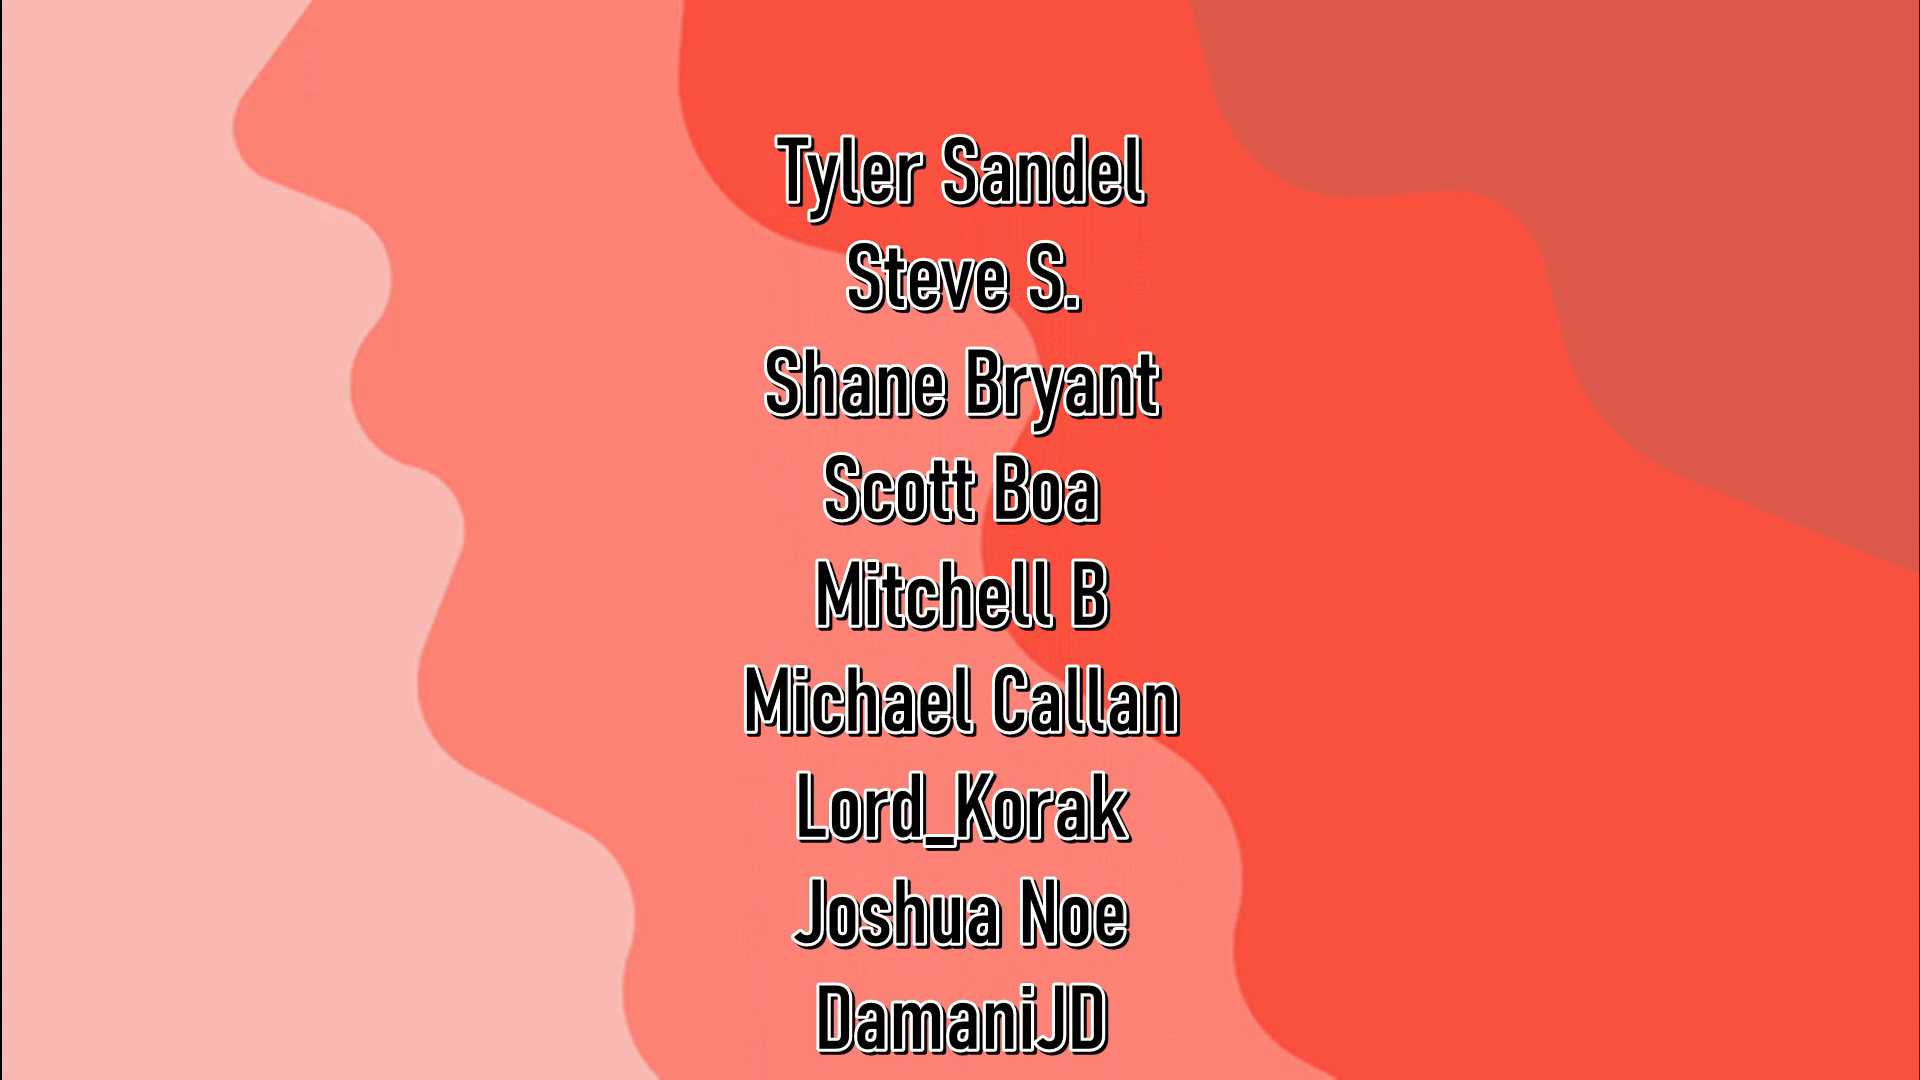 Tyler Sandel
Steve S.
Shane Bryant
Scott Boa
Mitchell B
Michael Callan
Lord_Korak
Joshua Noe
DamaniJD